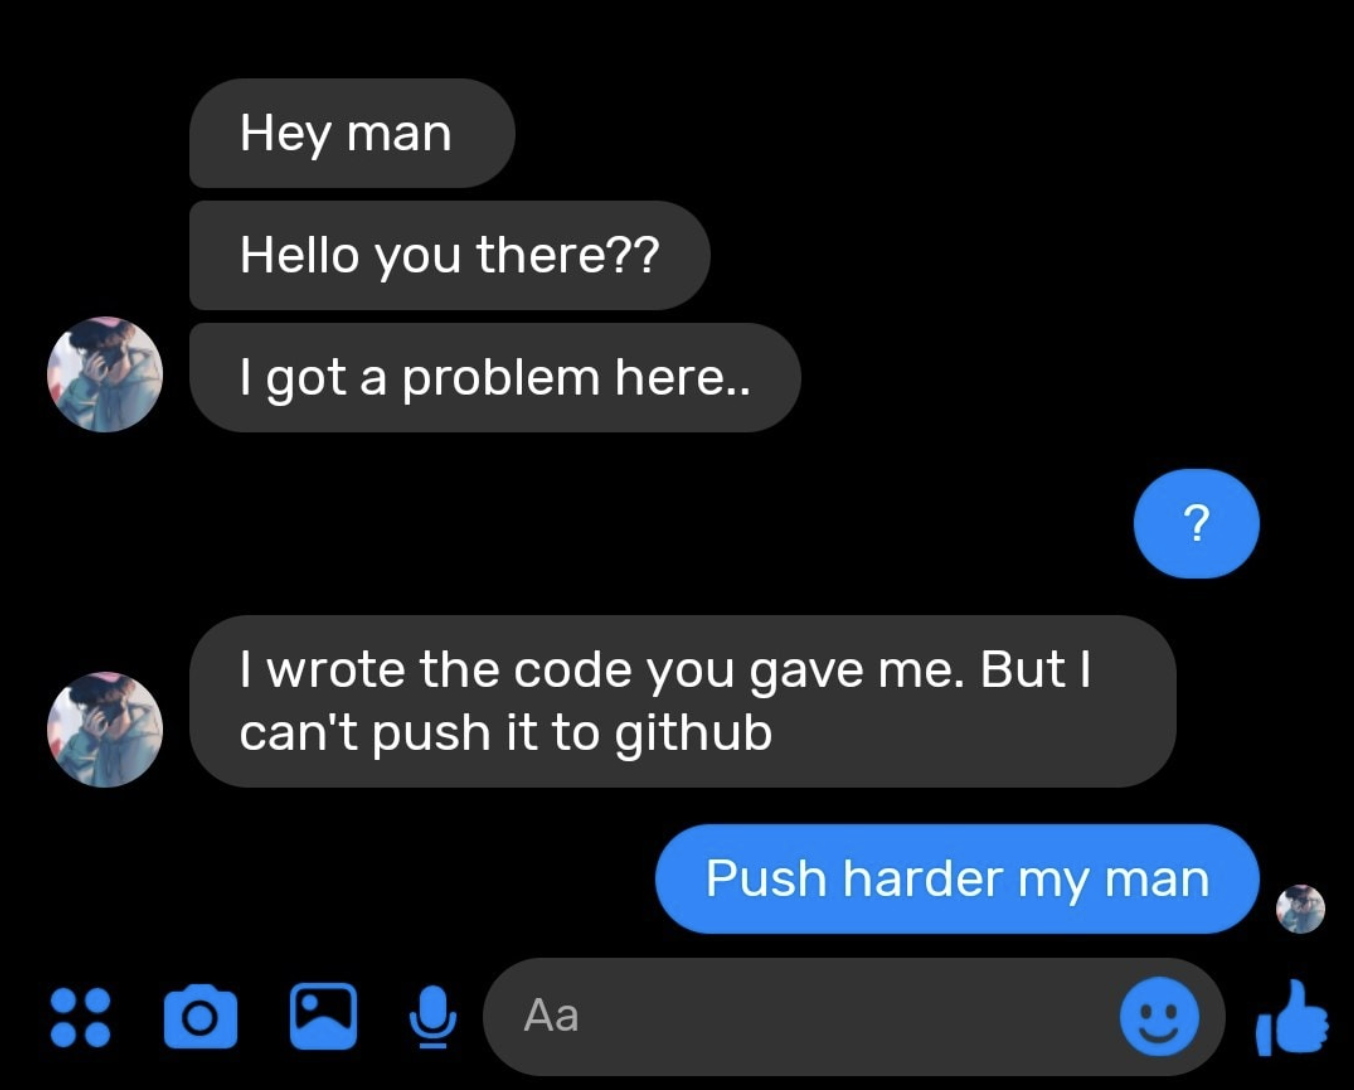 Hey man
Hello you there??
I got a problem here..
?
I wrote the code you gave me. But I
can't push it to github
Push harder my man
Aa